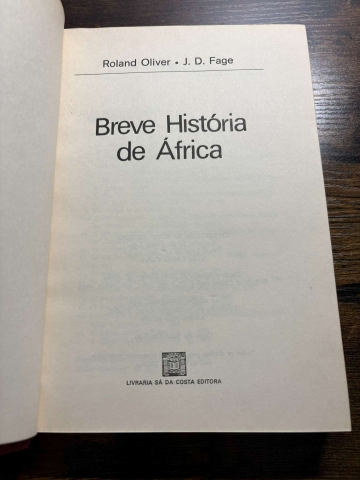 Roland Oliver • J. D. Fage
Breve História
de África
LIVRARIA SÁ DA COSTA EDITORA